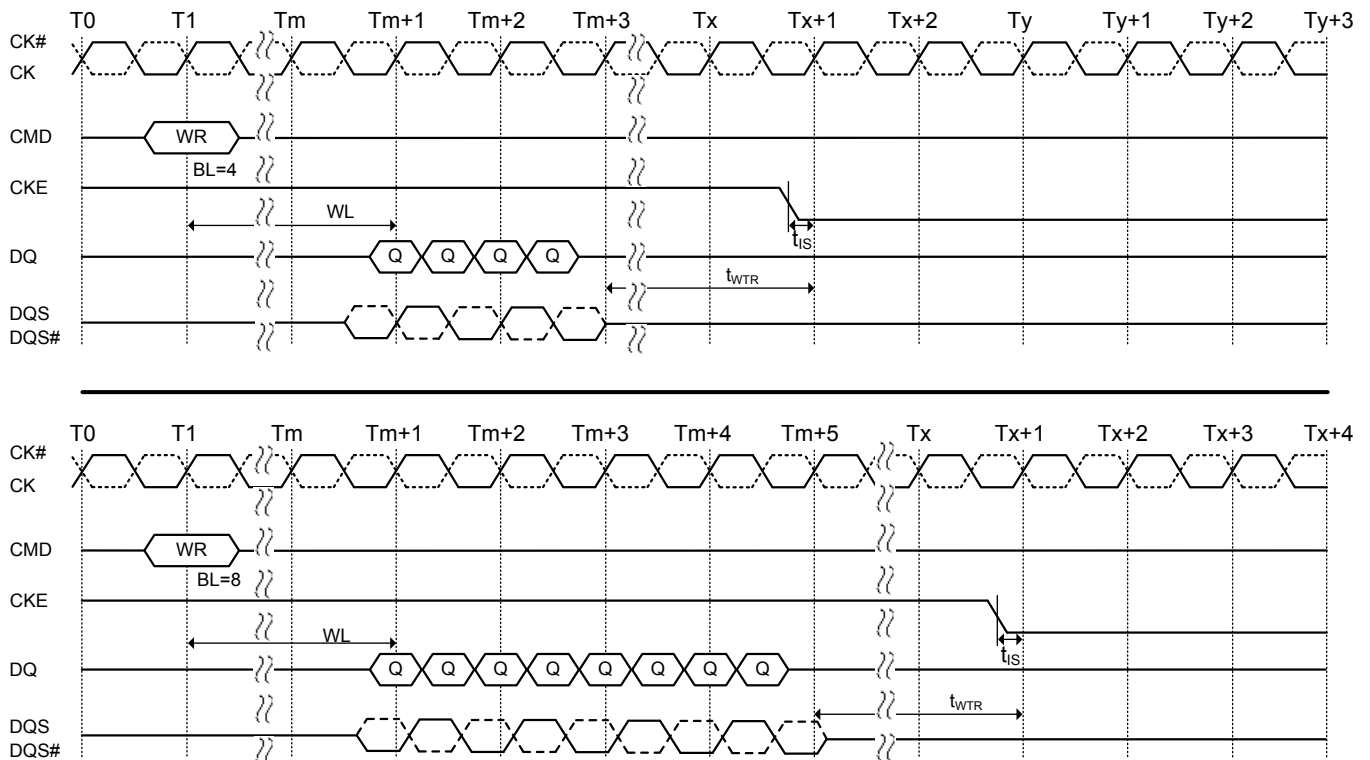 T0 T1 Tm Tm+1 Tm+2 Tm+3 Tx Tx+1 Tx+2 Ty Ty+1 Ty+2 Ty+3
CK#
CK
CMD WR
BL=4
CKE
WL
tIS
DQ Q Q Q Q
tWTR
DQS
DQS#
T0 T1 Tm Tm+1 Tm+2 Tm+3 Tm+4 Tm+5 Tx Tx+1 Tx+2 Tx+3 Tx+4
CK#
CK
CMD WR
BL=8
CKE
WL
tIS
DQ Q Q Q Q Q Q Q Q
tWTR
DQS
DQS#